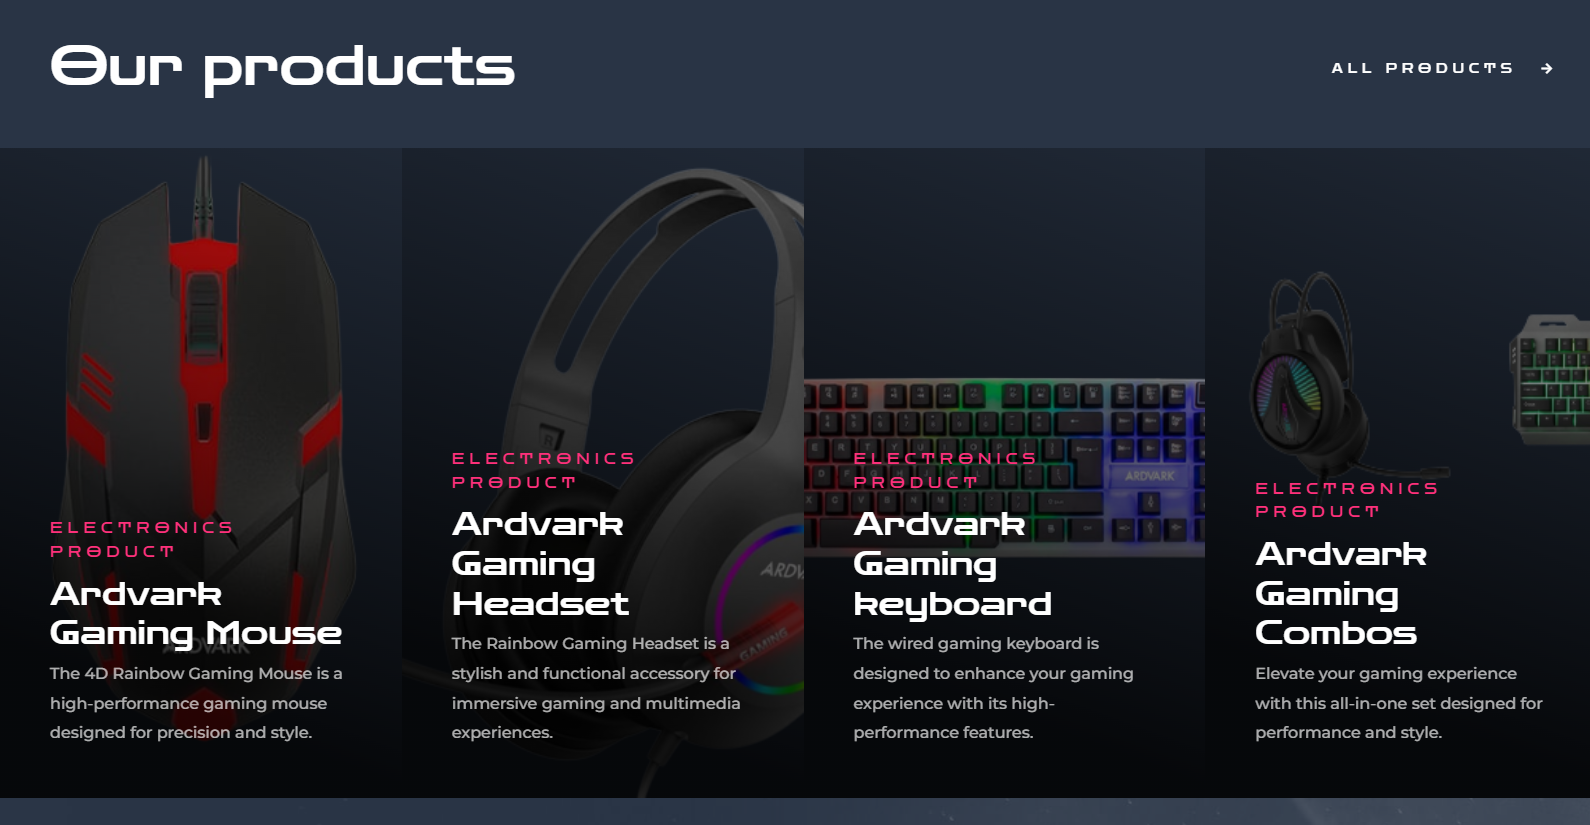 Our products
ALL PRODUCTS →
ELECTRONICS
PRODUCT
Ardvark
Gaming Mouse
ARDVARK
The 4D Rainbow Gaming Mouse is a
high-performance gaming mouse
designed for precision and style.
R
ELECTRONICS
PRODUCT
Ardvark
Gaming
Headset
ARDV
GAMING
The Rainbow Gaming Headset is a
stylish and functional accessory for
immersive gaming and multimedia
experiences.
ARDVARK
ELECTRONICS
PRODUCT
Ardvark
Gaming
keyboard
The wired gaming keyboard is
designed to enhance your gaming
experience with its high-
performance features.
ELECTRONICS
PRODUCT
Ardvark
Gaming
Combos
Elevate your gaming experience
with this all-in-one set designed for
performance and style.